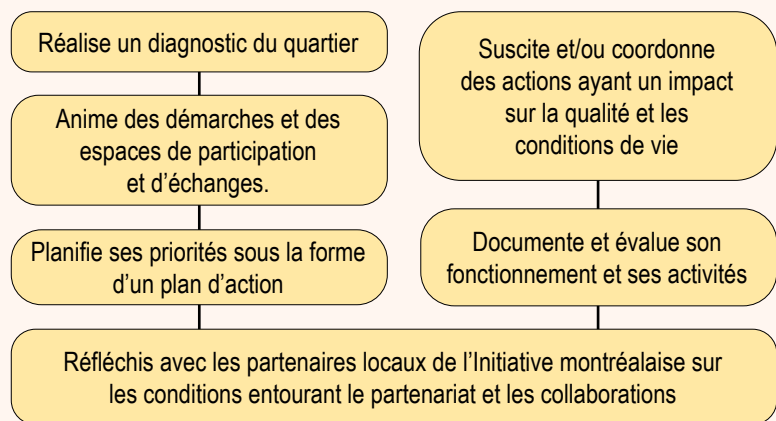 Réalise un diagnostic du quartier
Anime des démarches et des
espaces de participation
et d'échanges.
Planifie ses priorités sous la forme
d'un plan d'action
Suscite et/ou coordonne
des actions ayant un impact
sur la qualité et les
conditions de vie
Documente et évalue son
fonctionnement et ses activités
Réfléchis avec les partenaires locaux de l'Initiative montréalaise sur
les conditions entourant le partenariat et les collaborations